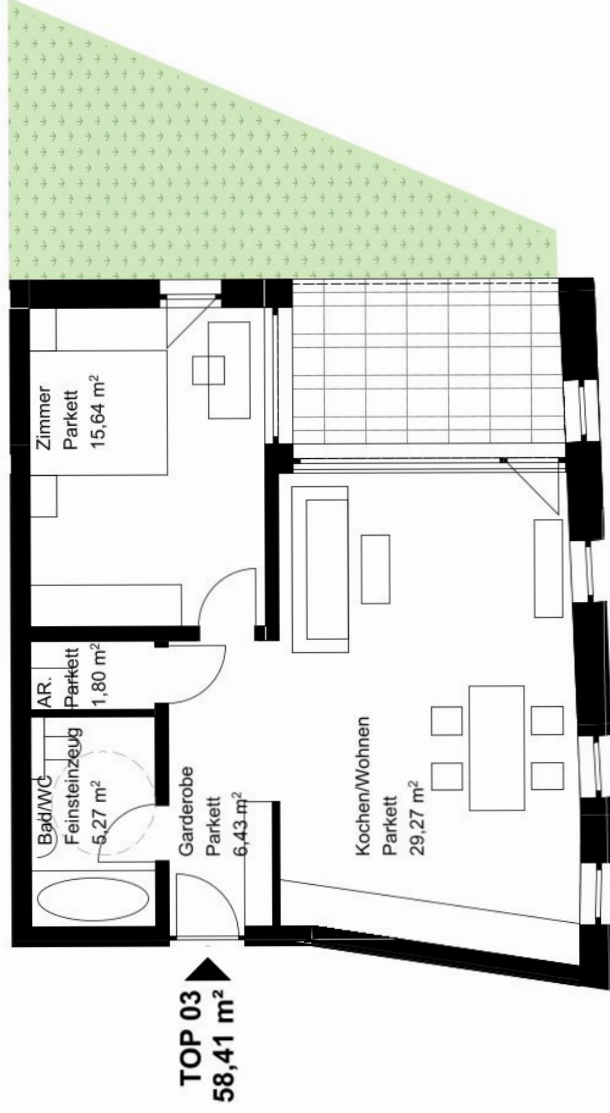 Zimmer
Parkett
15,64 m²
AR.
Parkett
1,80 m²
Bad/WC
Feinsteinzeug
5,27 m²
Garderobe
Parkett
6,43 m²
Kochen/Wohnen
Parkett
29,27 m²
TOP 03
58,41 m²